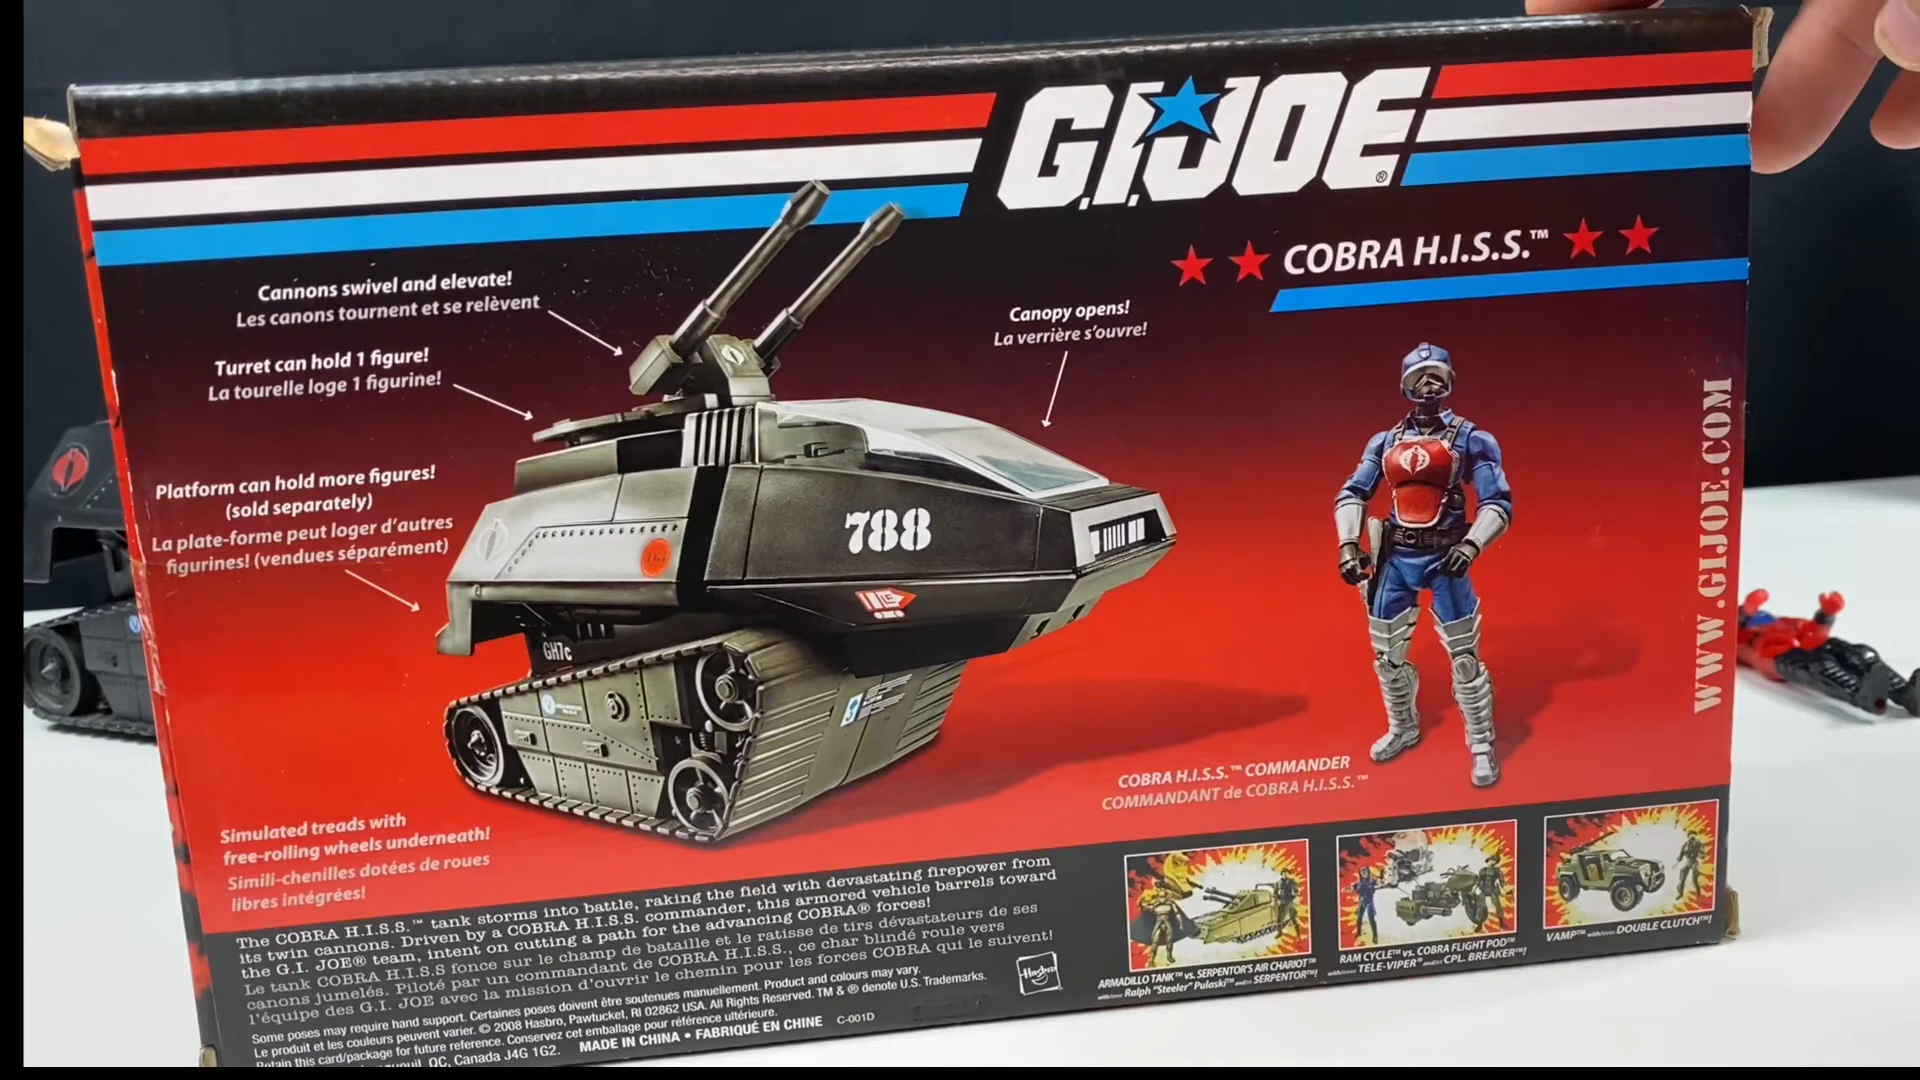 G.I. JOE®
COBRA H.I.S.S.™
Cannons swivel and elevate!
Les canons tournent et se relèvent
Turret can hold 1 figure!
La tourelle loge 1 figurine!
Platform can hold more figures!
(sold separately)
La plate-forme peut loger d'autres
figurines! (vendues séparément)
Canopy opens!
La verrière s'ouvre!
788
GH7c
WWW.GIJOE.COM
COBRA H.I.S.S.™ COMMANDER
COMMANDANT de COBRA H.I.S.S.™
Simulated treads with
free-rolling wheels underneath!
Simili-chenilles dotées de roues
libres intégrées!
The COBRA H.I.S.S.™ tank storms into battle, raking the field with devastating firepower from
its twin cannons. Driven by a COBRA H.I.S.S. commander, this armored vehicle barrels toward
the G.I. JOE® team, intent on cutting a path for the advancing COBRA® forces!
Le tank COBRA H.I.S.S fonce sur le champ de bataille et le ratisse de tirs dévastateurs de ses
canons jumelés. Piloté par un commandant de COBRA H.I.S.S., ce char blindé roule vers
l'équipe des G.I. JOE avec la mission d'ouvrir le chemin pour les forces COBRA qui le suivent!
Some poses may require hand support. Certaines poses doivent être soutenues manuellement. Product and colours may vary.
Le produit et les couleurs peuvent varier. © 2008 Hasbro, Pawtucket, RI 02862 USA. All Rights Reserved. TM & ® denote U.S. Trademarks.
Retain this card/package for future reference. Conservez cet emballage pour référence ultérieure.
QC, Canada J4G 1G2. MADE IN CHINA • FABRIQUÉ EN CHINE C-001D
Hasbro
ARMADILLO TANK™ vs. SERPENTOR'S AIR CHARIOT™
with/avec Ralph "Steeler" Pulaski™ and/et SERPENTOR™!
RAM CYCLE™ vs. COBRA FLIGHT POD™
with/avec TELE-VIPER™ and/et CPL. BREAKER™!
VAMP™ with/avec DOUBLE CLUTCH™!